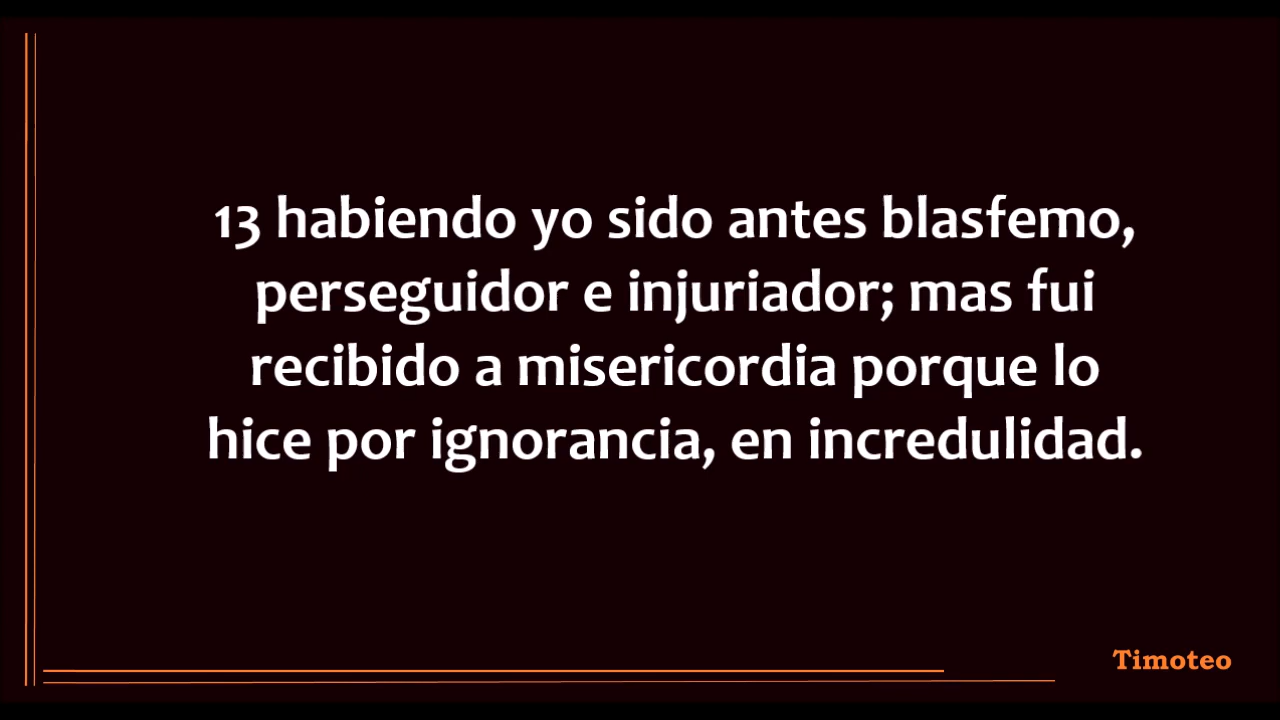 13 habiendo yo sido antes blasfemo,
perseguidor e injuriador; mas fui
recibido a misericordia porque lo
hice por ignorancia, en incredulidad.
Timoteo